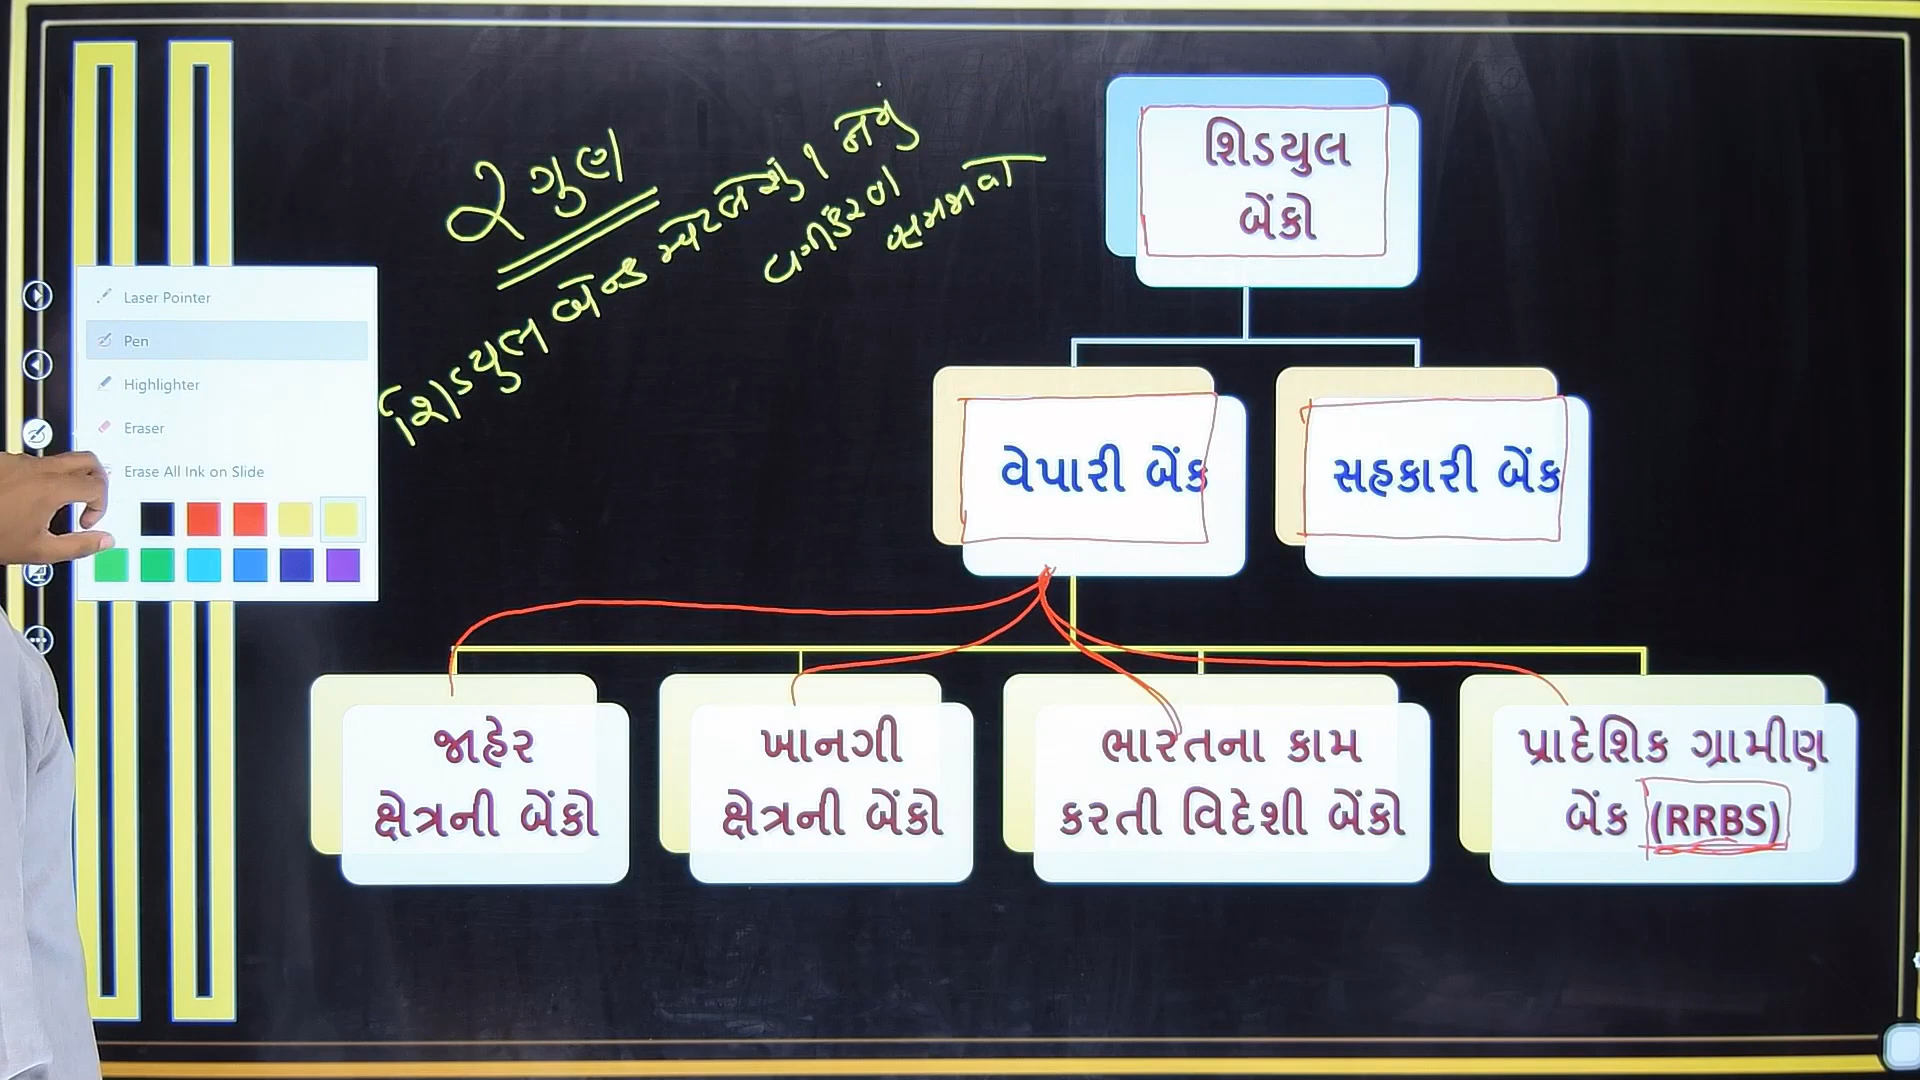 ૨ ગુણ
શિડયુલ બેન્ક એટલે શું ? તેનું
વર્ગીકરણ
સમજાવો
શિડયુલ
બેંકો
વેપારી બેંક
સહકારી બેંક
જાહેર
ક્ષેત્રની બેંકો
ખાનગી
ક્ષેત્રની બેંકો
ભારતના કામ
કરતી વિદેશી બેંકો
પ્રાદેશિક ગ્રામીણ
બેંક (RRBS)
Laser Pointer
Pen
Highlighter
Eraser
Erase All Ink on Slide